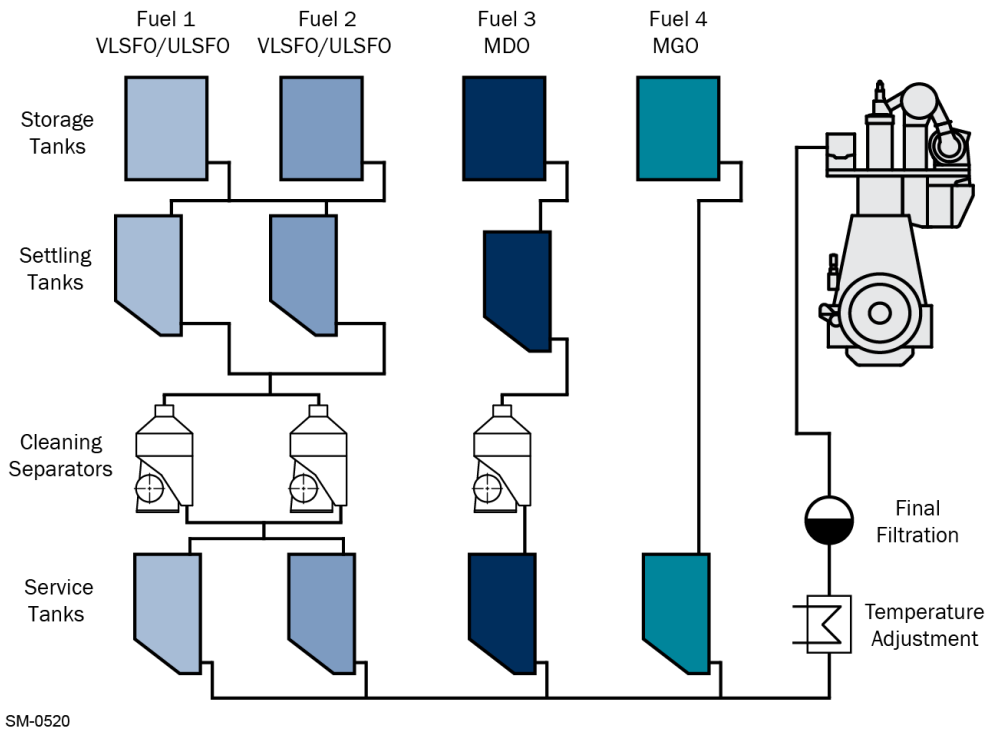 Fuel 1
VLSFO/ULSFO
Fuel 2
VLSFO/ULSFO
Fuel 3
MDO
Fuel 4
MGO
Storage
Tanks
Settling
Tanks
Cleaning
Separators
Service
Tanks
Final
Filtration
Temperature
Adjustment
SM-0520